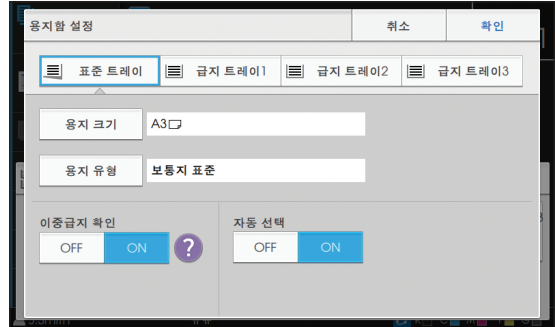 용지함 설정
취소
확인
표준 트레이
급지 트레이1
급지 트레이2
급지 트레이3
용지 크기
A3
용지 유형
보통지 표준
이중급지 확인
자동 선택
OFF
ON
?
OFF
ON